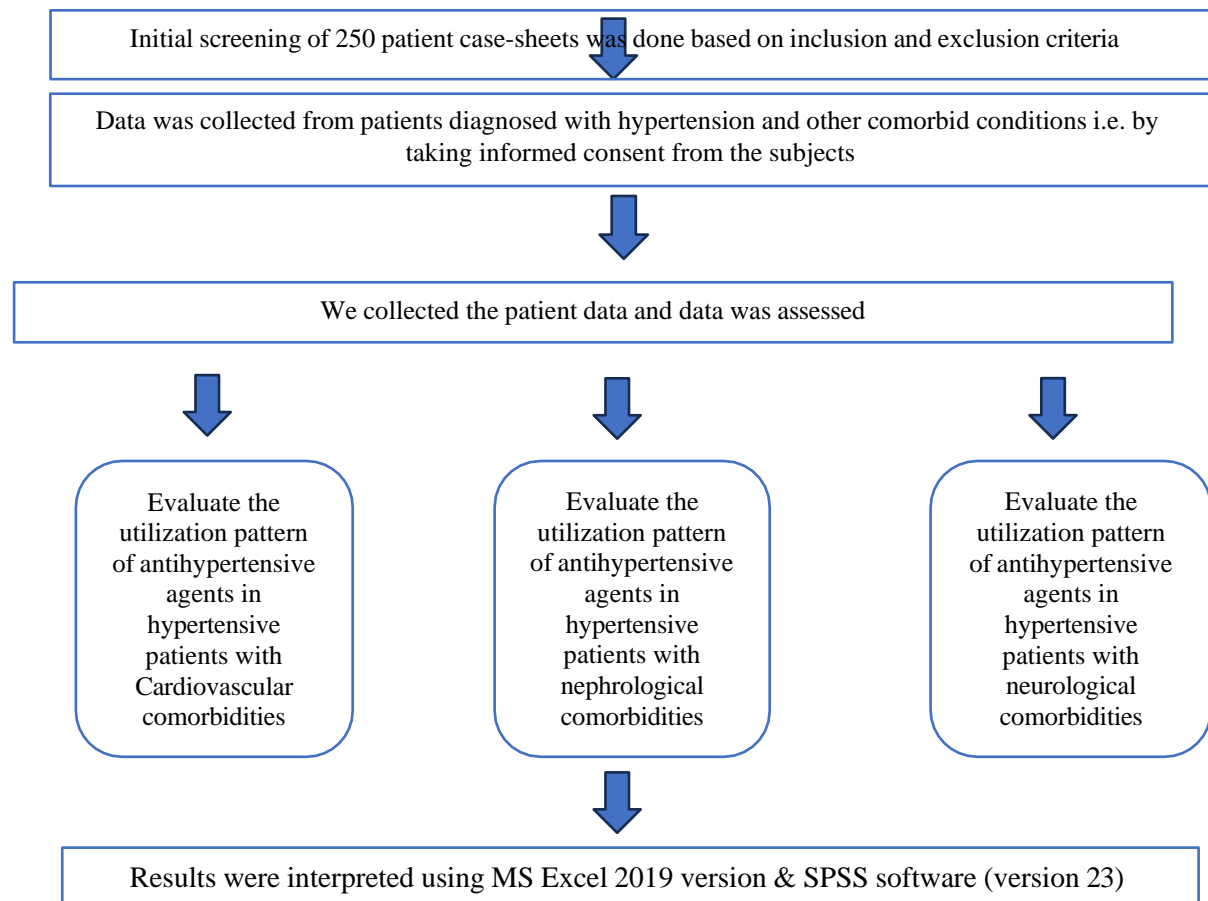 Initial screening of 250 patient case-sheets was done based on inclusion and exclusion criteria
Data was collected from patients diagnosed with hypertension and other comorbid conditions i.e. by
taking informed consent from the subjects
We collected the patient data and data was assessed
Evaluate the
utilization pattern
of antihypertensive
agents in
hypertensive
patients with
Cardiovascular
comorbidities
Evaluate the
utilization pattern
of antihypertensive
agents in
hypertensive
patients with
nephrological
comorbidities
Evaluate the
utilization pattern
of antihypertensive
agents in
hypertensive
patients with
neurological
comorbidities
Results were interpreted using MS Excel 2019 version & SPSS software (version 23)